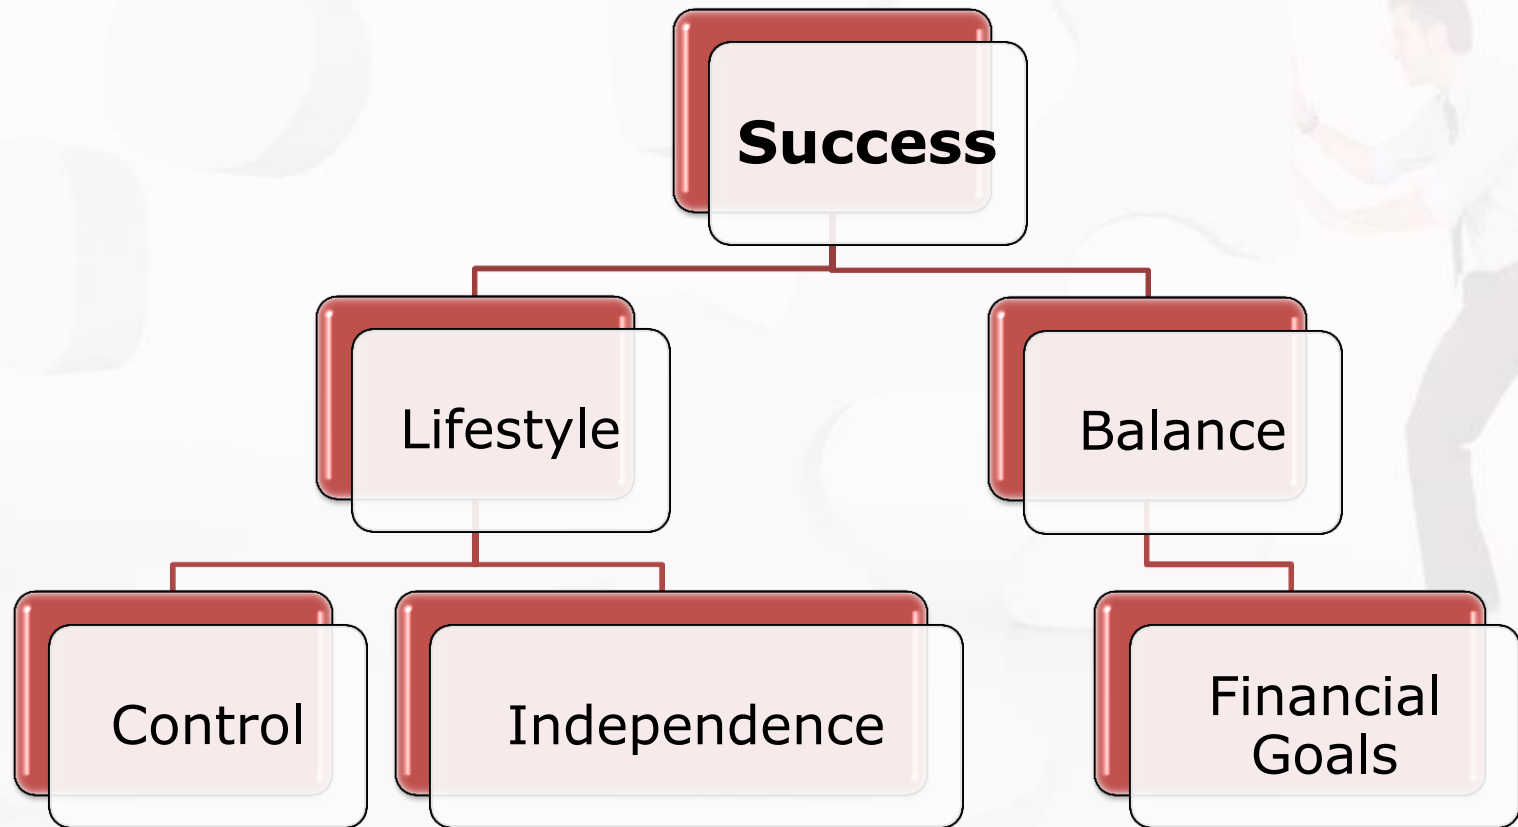 Success
Lifestyle
Balance
Control
Independence
Financial
Goals